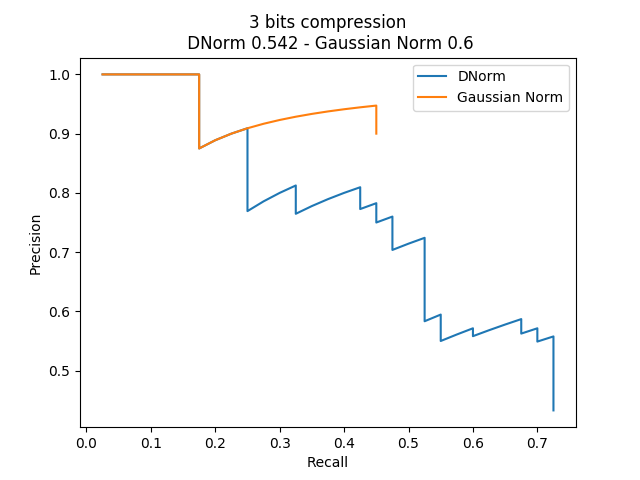 3 bits compression
DNorm 0.542 - Gaussian Norm 0.6
DNorm
Gaussian Norm
1.0
0.9
0.8
0.7
0.6
0.5
Precision
0.0 0.1 0.2 0.3 0.4 0.5 0.6 0.7
Recall